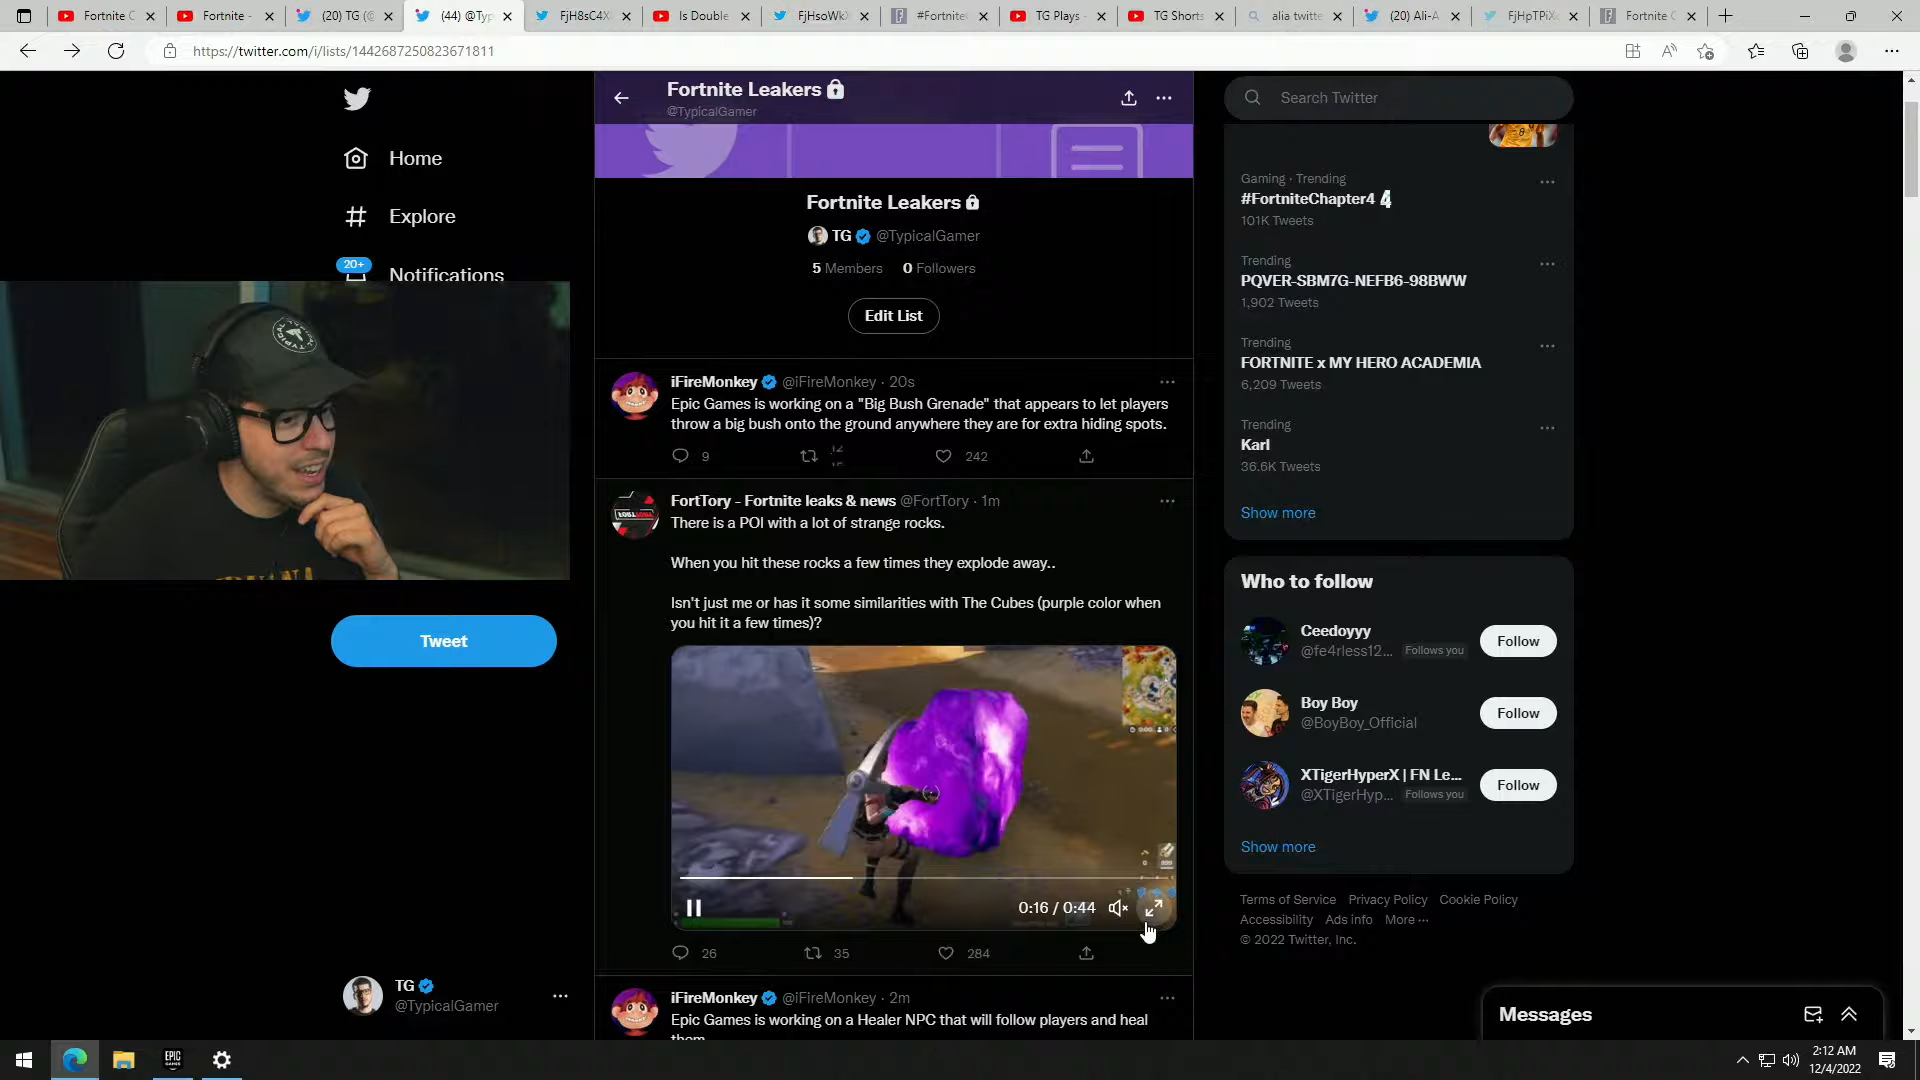 Fortnite C
Fortnite -
(20) TG (@
(44) @Typ
FjH8sC4X
Is Double
FjHsoWkX
#Fortnite
TG Plays -
TG Shorts
alia twitte
(20) Ali-A
FjHpTPiX
Fortnite C
https://twitter.com/i/lists/1442687250823671811
Fortnite Leakers
@TypicalGamer
Search Twitter
Home
Explore
20+
Notifications
Tweet
TG
@TypicalGamer
Fortnite Leakers
TG @TypicalGamer
5 Members 0 Followers
Edit List
iFireMonkey @iFireMonkey · 20s
Epic Games is working on a "Big Bush Grenade" that appears to let players
throw a big bush onto the ground anywhere they are for extra hiding spots.
9 242
FortTory - Fortnite leaks & news @FortTory · 1m
There is a POI with a lot of strange rocks.
When you hit these rocks a few times they explode away..
Isn't just me or has it some similarities with The Cubes (purple color when
you hit it a few times)?
0:16 / 0:44
26 35 284
iFireMonkey @iFireMonkey · 2m
Epic Games is working on a Healer NPC that will follow players and heal
them
Gaming · Trending
#FortniteChapter4
101K Tweets
Trending
PQVER-SBM7G-NEFB6-98BWW
1,902 Tweets
Trending
FORTNITE x MY HERO ACADEMIA
6,209 Tweets
Trending
Karl
36.6K Tweets
Show more
Who to follow
Ceedoyyy
@fe4rless12... Follows you
Follow
Boy Boy
@BoyBoy_Official
Follow
XTigerHyperX | FN Le...
@XTigerHyp... Follows you
Follow
Show more
Terms of Service Privacy Policy Cookie Policy
Accessibility Ads info More ···
© 2022 Twitter, Inc.
Messages
EPIC
GAMES
2:12 AM
12/4/2022